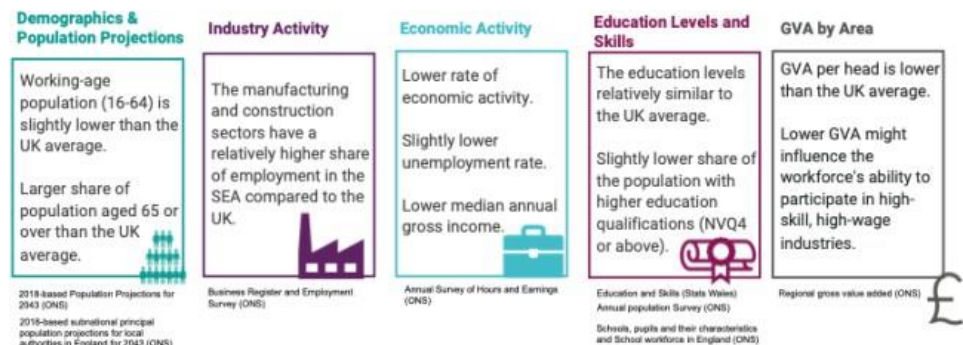 Demographics &
Population Projections
Working-age
population (16-64) is
slightly lower than the
UK average.
Larger share of
population aged 65 or
over than the UK
average.
2018-based Population Projections for
2043 (ONS)
2018-based subnational principal
population projections for local
authorities in England for 2043 (ONS)
Industry Activity
The manufacturing
and construction
sectors have a
relatively higher share
of employment in the
SEA compared to the
UK.
Business Register and Employment
Survey (ONS)
Economic Activity
Lower rate of
economic activity.
Slightly lower
unemployment rate.
Lower median annual
gross income.
Annual Survey of Hours and Earnings
(ONS)
Education Levels and
Skills
The education levels
relatively similar to
the UK average.
Slightly lower share of
the population with
higher education
qualifications (NVQ4
or above).
Education and Skills (Stats Wales)
Annual population Survey (ONS)
Schools, pupils and their characteristics
and School workforce in England (ONS)
GVA by Area
GVA per head is lower
than the UK average.
Lower GVA might
influence the
workforce's ability to
participate in high-
skill, high-wage
industries.
Regional gross value added (ONS)
£